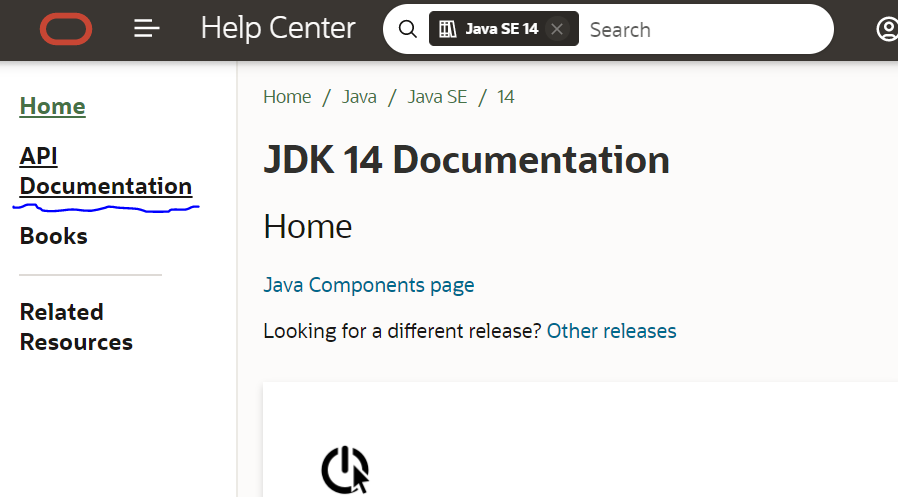 Help Center
Java SE 14
Search
Home
API
Documentation
Books
Related
Resources
Home / Java / Java SE / 14
JDK 14 Documentation
Home
Java Components page
Looking for a different release? Other releases